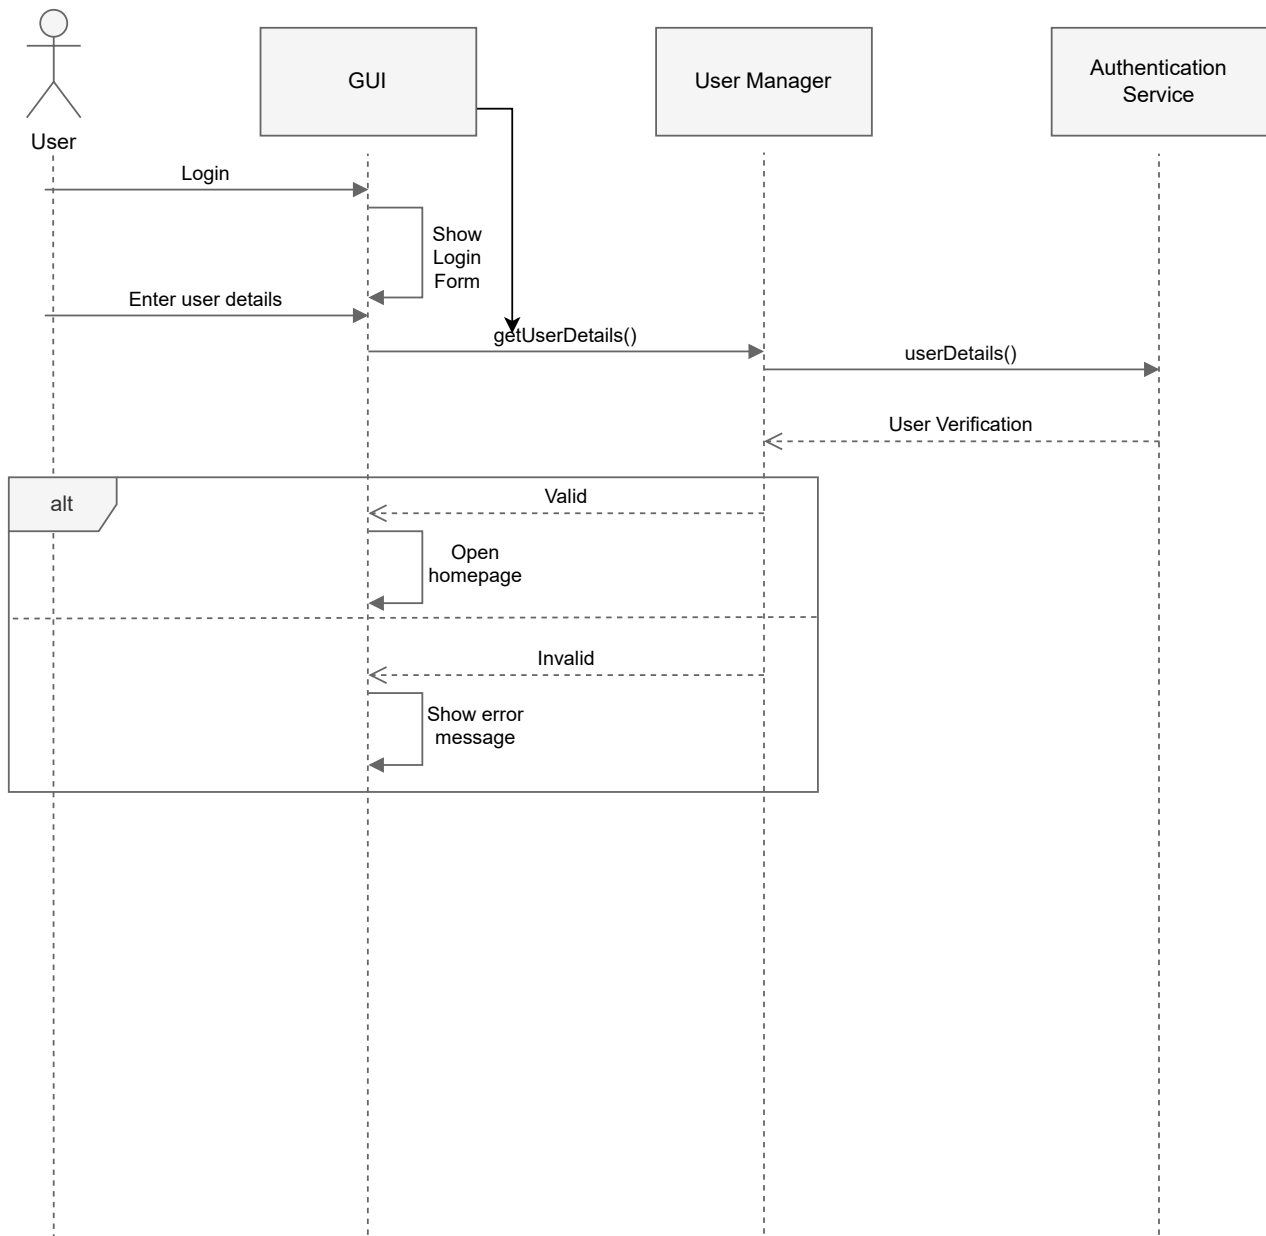 GUI
User Manager
Authentication
Service
User
Login
Show
Login
Form
Enter user details
getUserDetails()
userDetails()
User Verification
alt
Valid
Open
homepage
Invalid
Show error
message